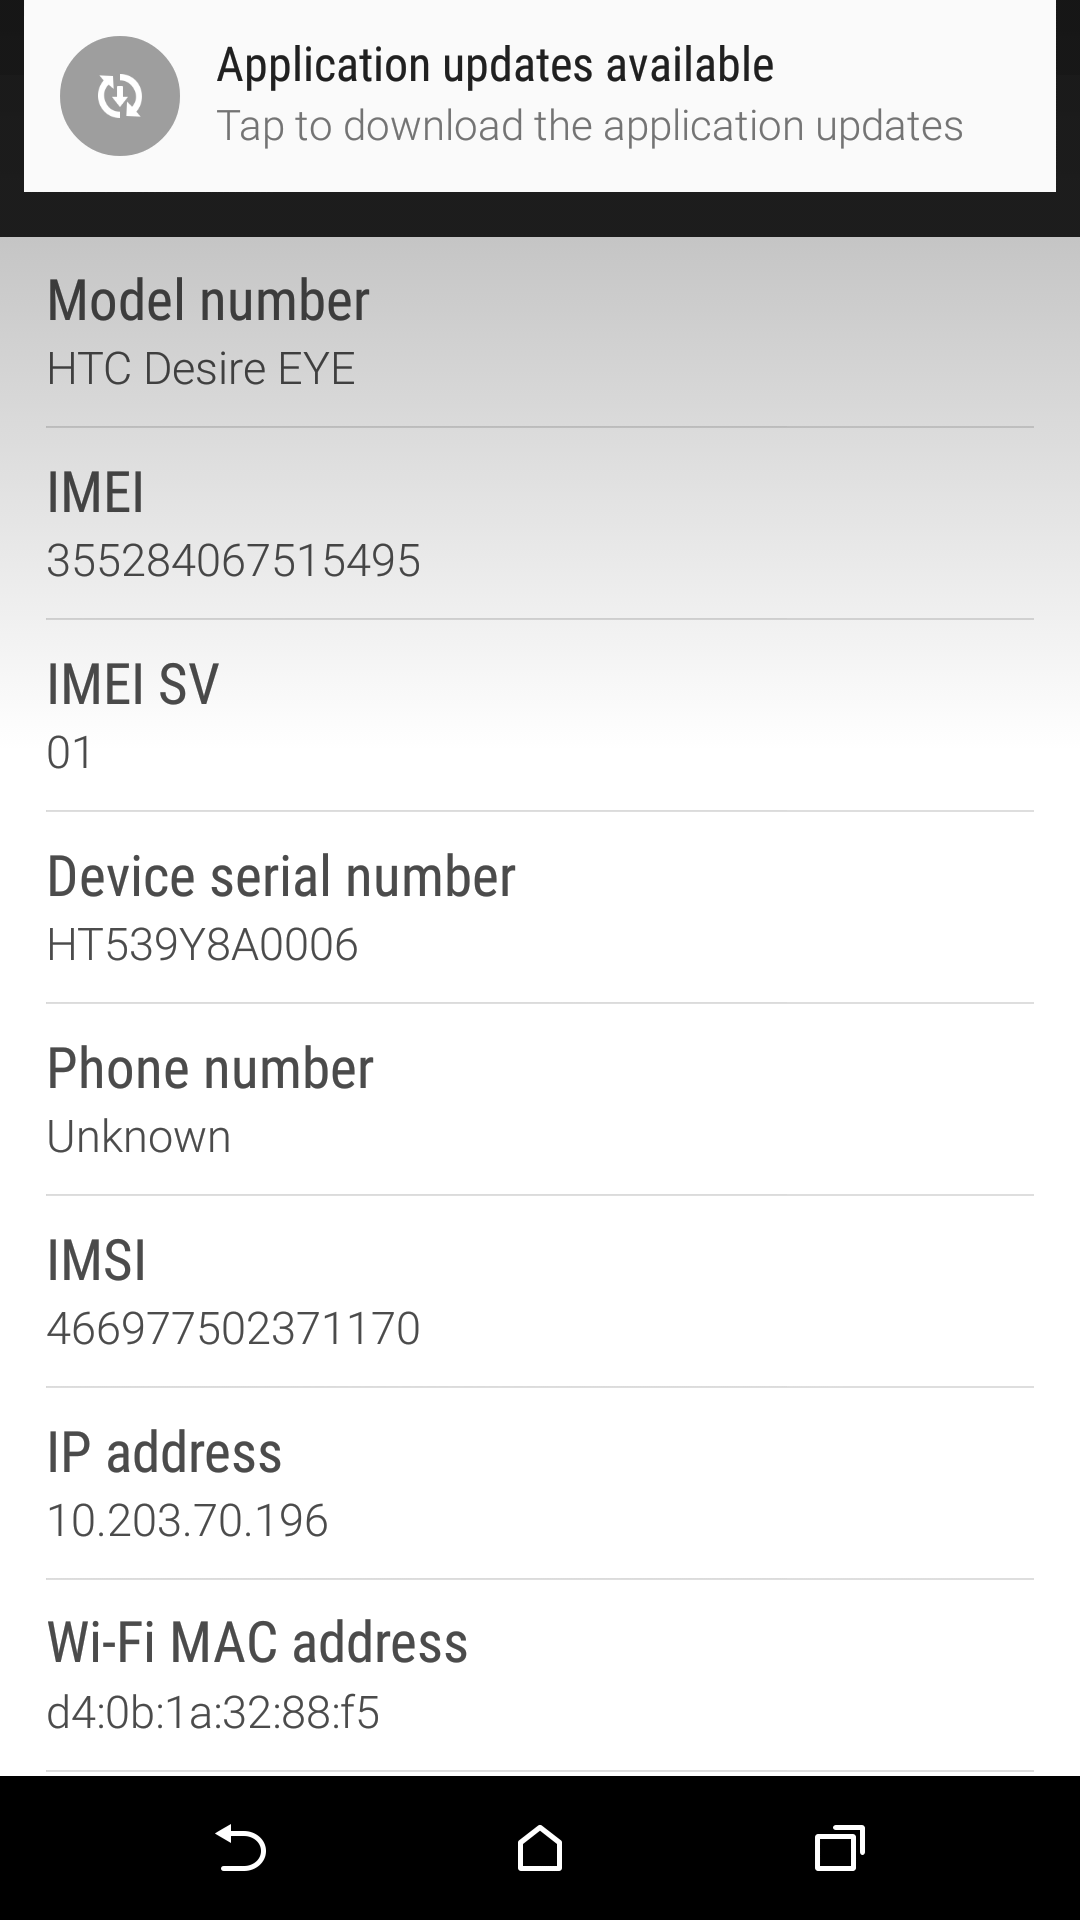 Application updates available
Tap to download the application updates
Model number
HTC Desire EYE
IMEI
355284067515495
IMEI SV
01
Device serial number
HT539Y8A0006
Phone number
Unknown
IMSI
466977502371170
IP address
10.203.70.196
Wi-Fi MAC address
d4:0b:1a:32:88:f5